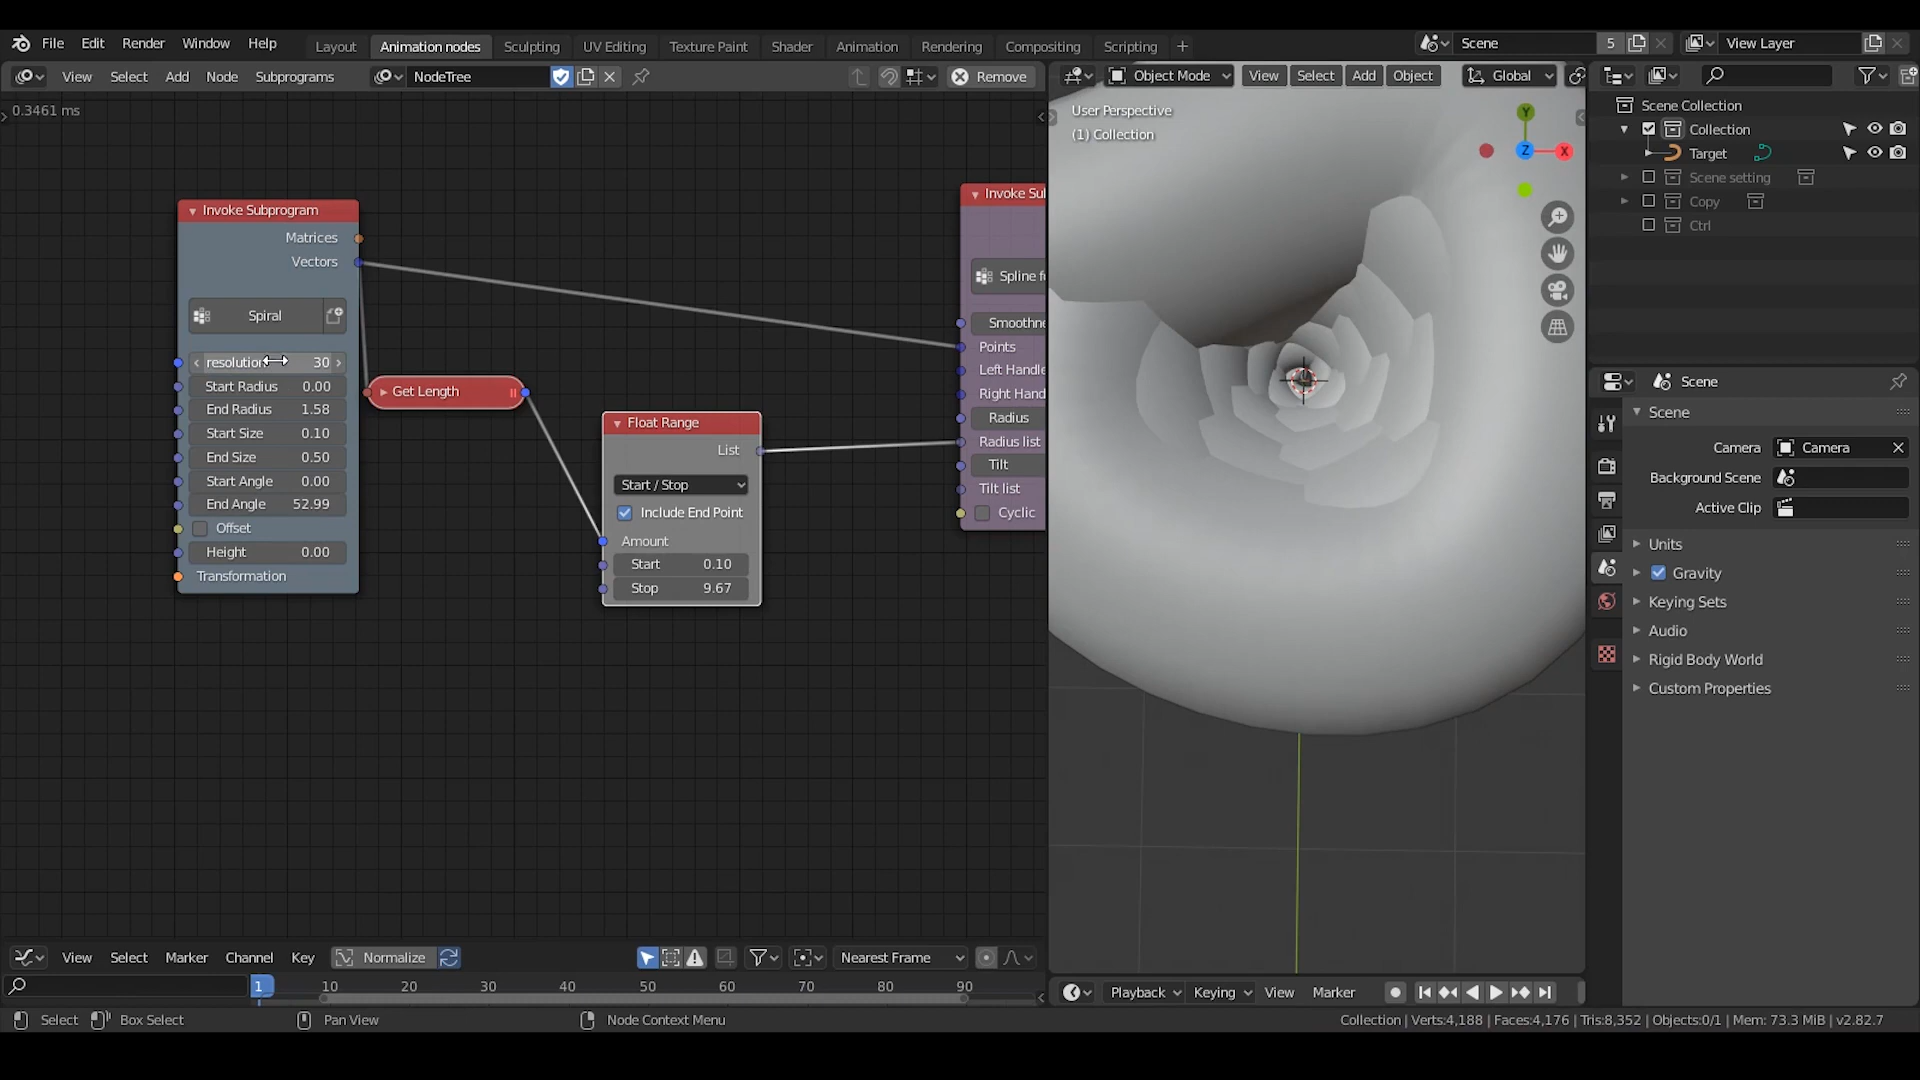 File Edit Render Window Help Layout Animation nodes Sculpting UV Editing Texture Paint Shader Animation Rendering Compositing Scripting + Scene 5 View Layer
View Select Add Node Subprograms NodeTree Remove Object Mode View Select Add Object Global
0.3461 ms
Invoke Subprogram
Matrices
Vectors
Spiral
resolution 30
Start Radius 0.00
End Radius 1.58
Start Size 0.10
End Size 0.50
Start Angle 0.00
End Angle 52.99
Offset
Height 0.00
Transformation
Get Length
Float Range
List
Start / Stop
Include End Point
Amount
Start 0.10
Stop 9.67
Invoke Su
Spline f
Smoothne
Points
Left Handle
Right Hand
Radius
Radius list
Tilt
Tilt list
Cyclic
User Perspective
(1) Collection
Y
Z
X
Scene Collection
Collection
Target
Scene setting
Copy
Ctrl
Scene
Scene
Camera Camera
Background Scene
Active Clip
Units
Gravity
Keying Sets
Audio
Rigid Body World
Custom Properties
View Select Marker Channel Key Normalize Nearest Frame
1 10 20 30 40 50 60 70 80 90
Playback Keying View Marker
Select Box Select Pan View Node Context Menu
Collection | Verts:4,188 | Faces:4,176 | Tris:8,352 | Objects:0/1 | Mem: 73.3 MiB | v2.82.7